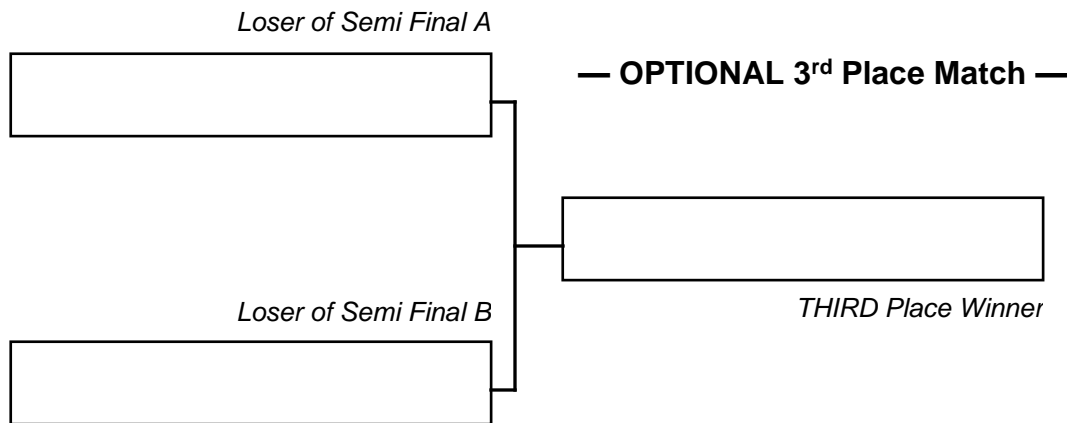 Loser of Semi Final A
— OPTIONAL 3rd Place Match —
Loser of Semi Final B
THIRD Place Winner